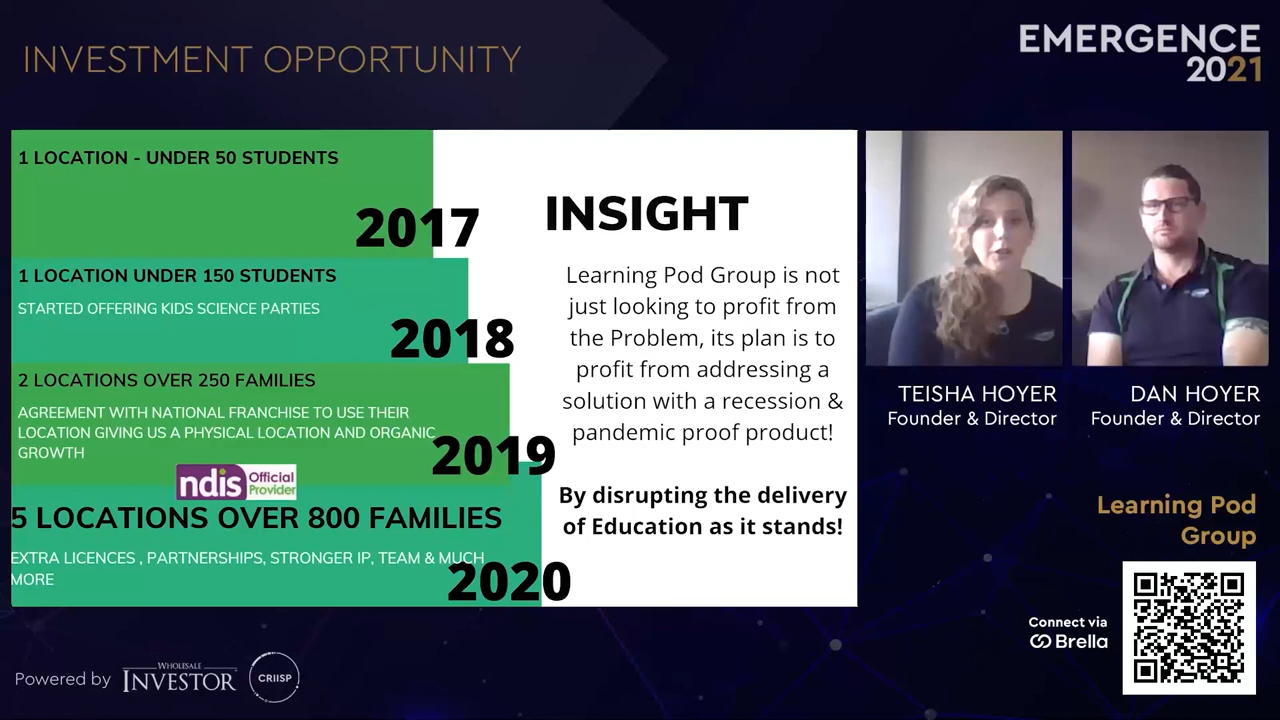 INVESTMENT OPPORTUNITY
EMERGENCE
2021
1 LOCATION - UNDER 50 STUDENTS
2017
1 LOCATION UNDER 150 STUDENTS
STARTED OFFERING KIDS SCIENCE PARTIES
2018
2 LOCATIONS OVER 250 FAMILIES
AGREEMENT WITH NATIONAL FRANCHISE TO USE THEIR
LOCATION GIVING US A PHYSICAL LOCATION AND ORGANIC
GROWTH
2019
ndis Official
Provider
5 LOCATIONS OVER 800 FAMILIES
EXTRA LICENCES , PARTNERSHIPS, STRONGER IP, TEAM & MUCH
MORE
2020
INSIGHT
Learning Pod Group is not
just looking to profit from
the Problem, its plan is to
profit from addressing a
solution with a recession &
pandemic proof product!
By disrupting the delivery
of Education as it stands!
TEISHA HOYER
Founder & Director
DAN HOYER
Founder & Director
Learning Pod
Group
Connect via
Brella
Powered by
WHOLESALE
INVESTOR
CRIISP